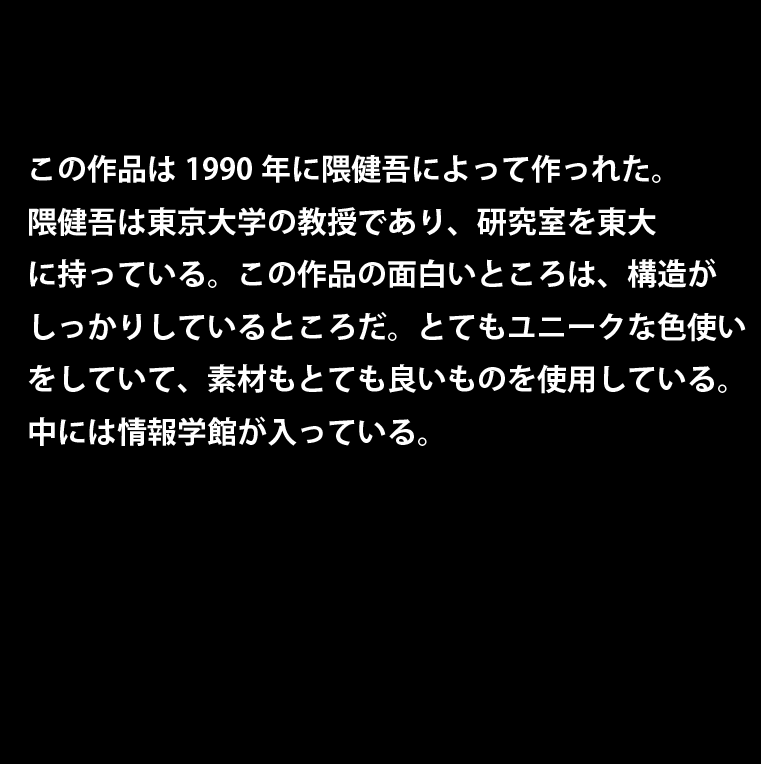 この作品は 1990 年に隈健吾によって作っれた。
隈健吾は東京大学の教授であり、研究室を東大
に持っている。この作品の面白いところは、構造が
しっかりしているところだ。とてもユニークな色使い
をしていて、素材もとても良いものを使用している。
中には情報学館が入っている。